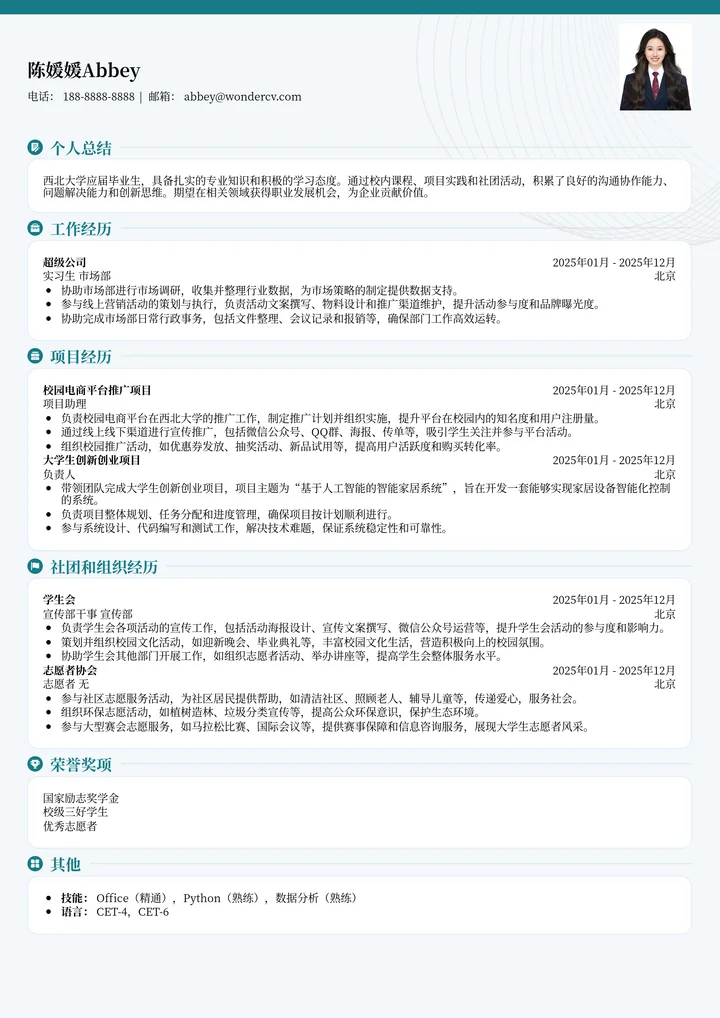 陈媛媛Abbey
电话： 188-8888-8888 | 邮箱： abbey@wondercv.com
个人总结
西北大学应届毕业生，具备扎实的专业知识和积极的学习态度。通过校内课程、项目实践和社团活动，积累了良好的沟通协作能力、
问题解决能力和创新思维。期望在相关领域获得职业发展机会，为企业贡献价值。
工作经历
超级公司 2025年01月 - 2025年12月
实习生 市场部 北京
• 协助市场部进行市场调研，收集并整理行业数据，为市场策略的制定提供数据支持。
• 参与线上营销活动的策划与执行，负责活动文案撰写、物料设计和推广渠道维护，提升活动参与度和品牌曝光度。
• 协助完成市场部日常行政事务，包括文件整理、会议记录和报销等，确保部门工作高效运转。
项目经历
校园电商平台推广项目 2025年01月 - 2025年12月
项目助理 北京
• 负责校园电商平台在西北大学的推广工作，制定推广计划并组织实施，提升平台在校园内的知名度和用户注册量。
• 通过线上线下渠道进行宣传推广，包括微信公众号、QQ群、海报、传单等，吸引学生关注并参与平台活动。
• 组织校园推广活动，如优惠券发放、抽奖活动、新品试用等，提高用户活跃度和购买转化率。
大学生创新创业项目 2025年01月 - 2025年12月
负责人 北京
• 带领团队完成大学生创新创业项目，项目主题为“基于人工智能的智能家居系统”，旨在开发一套能够实现家居设备智能化控制
的系统。
• 负责项目整体规划、任务分配和进度管理，确保项目按计划顺利进行。
• 参与系统设计、代码编写和测试工作，解决技术难题，保证系统稳定性和可靠性。
社团和组织经历
学生会 2025年01月 - 2025年12月
宣传部干事 宣传部 北京
• 负责学生会各项活动的宣传工作，包括活动海报设计、宣传文案撰写、微信公众号运营等，提升学生会活动的参与度和影响力。
• 策划并组织校园文化活动，如迎新晚会、毕业典礼等，丰富校园文化生活，营造积极向上的校园氛围。
• 协助学生会其他部门开展工作，如组织志愿者活动、举办讲座等，提高学生会整体服务水平。
志愿者协会 2025年01月 - 2025年12月
志愿者 无 北京
• 参与社区志愿服务活动，为社区居民提供帮助，如清洁社区、照顾老人、辅导儿童等，传递爱心，服务社会。
• 组织环保志愿活动，如植树造林、垃圾分类宣传等，提高公众环保意识，保护生态环境。
• 参与大型赛会志愿服务，如马拉松比赛、国际会议等，提供赛事保障和信息咨询服务，展现大学生志愿者风采。
荣誉奖项
国家励志奖学金
校级三好学生
优秀志愿者
其他
• 技能： Office（精通），Python（熟练），数据分析（熟练）
• 语言： CET-4，CET-6